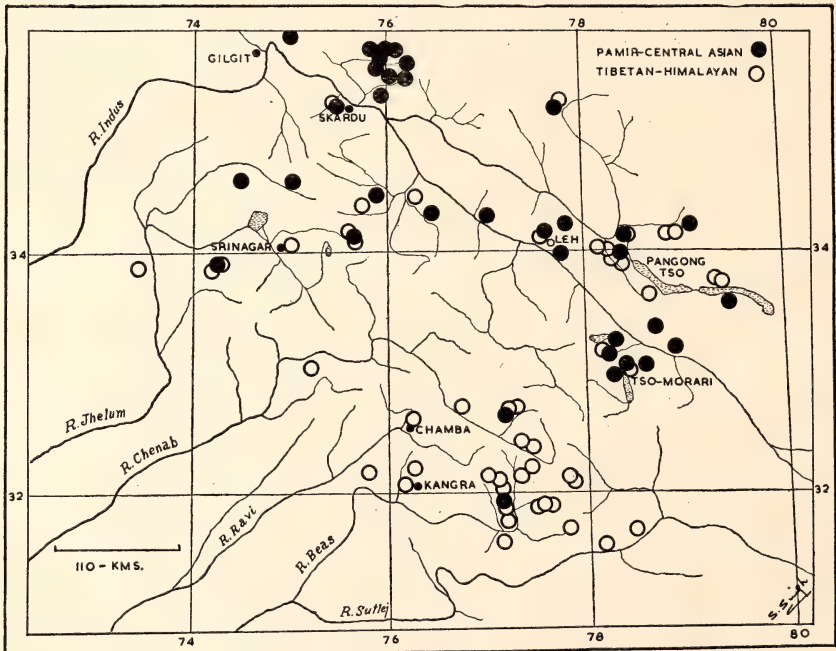 74 76 78 80
GILGIT
PAMIR-CENTRAL ASIAN
TIBETAN-HIMALAYAN
R. Indus
SKARDU
34 SRINAGAR LEH 34
PANGONG
TSO
TSO-MORARI
R. Jhelum
R. Chenab
CHAMBA
KANGRA
32 32
R. Ravi
R. Beas
110-KMS.
R. Sutlej
S. Singh
74 76 78 80